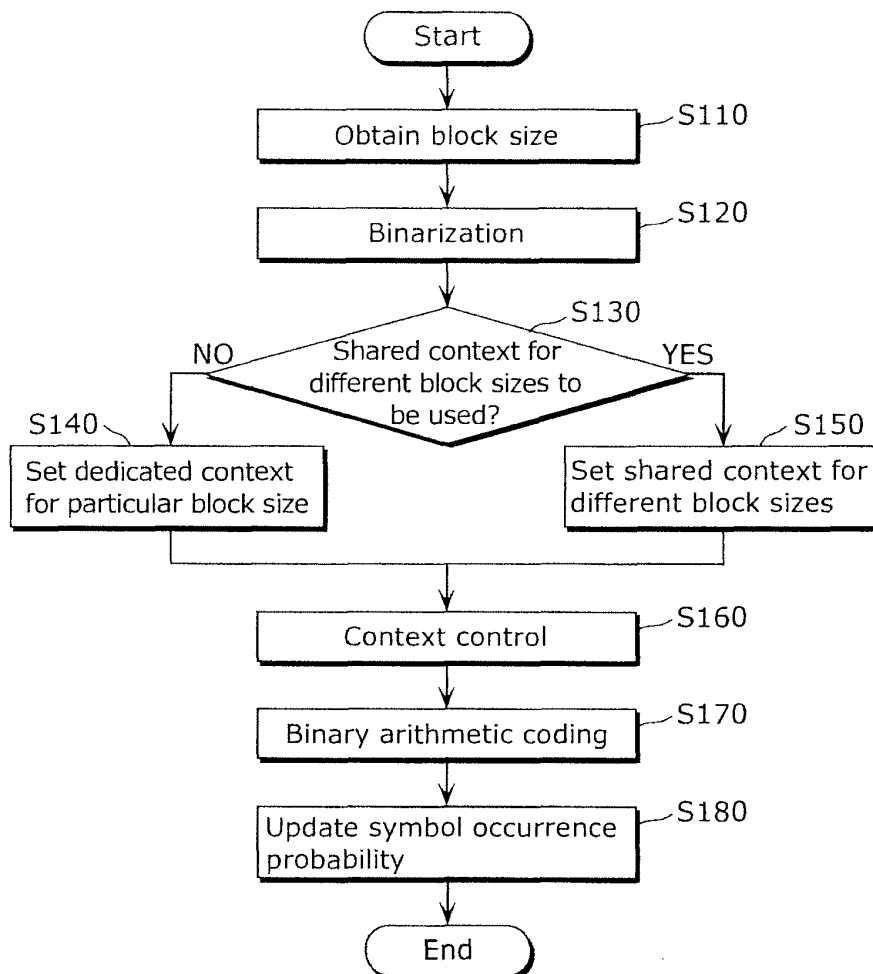 Start
S110
Obtain block size
S120
Binarization
S130
NO
Shared context for
different block sizes to
be used?
YES
S140
Set dedicated context
for particular block size
S150
Set shared context for
different block sizes
S160
Context control
S170
Binary arithmetic coding
S180
Update symbol occurrence
probability
End